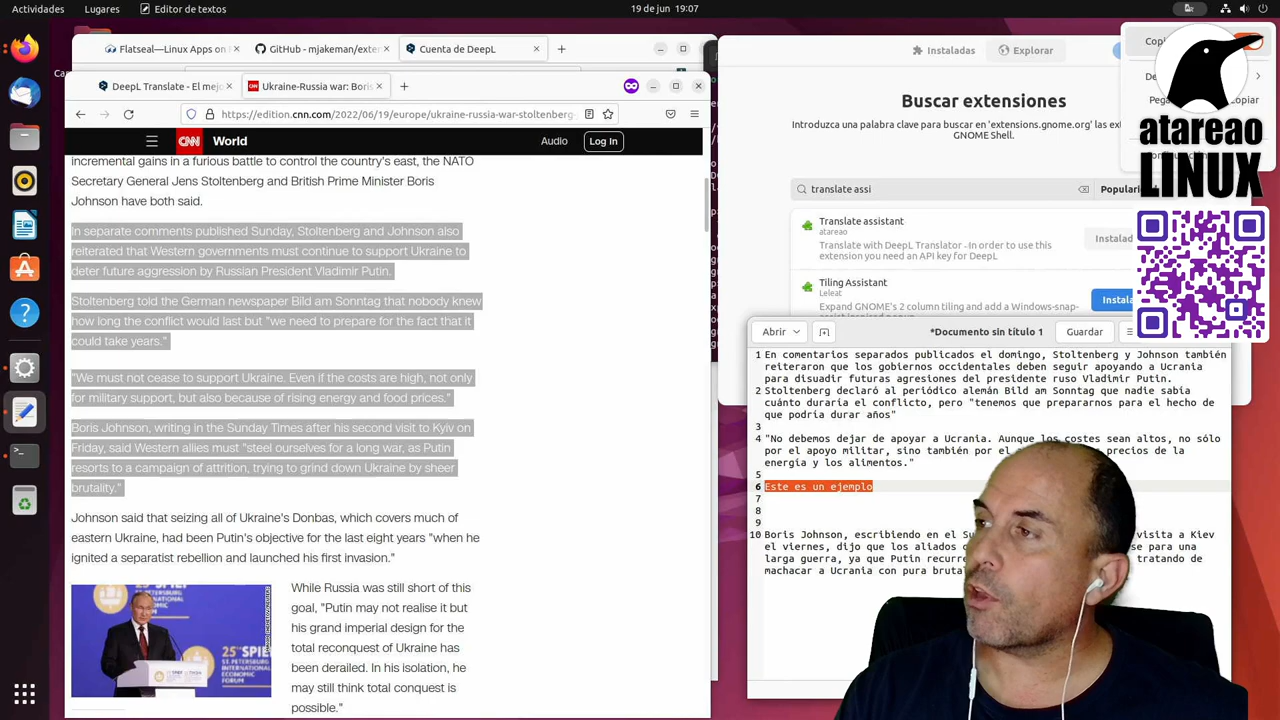 Actividades
Lugares
Editor de textos
19 de jun 19:07
Flatseal—Linux Apps on
GitHub - mjakeman/exten
Cuenta de DeepL
DeepL Translate - El mejo
Ukraine-Russia war: Boris
https://edition.cnn.com/2022/06/19/europe/ukraine-russia-war-stoltenberg-
CNN World
Audio
Log In
incremental gains in a furious battle to control the country's east, the NATO
Secretary General Jens Stoltenberg and British Prime Minister Boris
Johnson have both said.
In separate comments published Sunday, Stoltenberg and Johnson also
reiterated that Western governments must continue to support Ukraine to
deter future aggression by Russian President Vladimir Putin.
Stoltenberg told the German newspaper Bild am Sonntag that nobody knew
how long the conflict would last but "we need to prepare for the fact that it
could take years."
"We must not cease to support Ukraine. Even if the costs are high, not only
for military support, but also because of rising energy and food prices."
Boris Johnson, writing in the Sunday Times after his second visit to Kyiv on
Friday, said Western allies must "steel ourselves for a long war, as Putin
resorts to a campaign of attrition, trying to grind down Ukraine by sheer
brutality."
Johnson said that seizing all of Ukraine's Donbas, which covers much of
eastern Ukraine, had been Putin's objective for the last eight years "when he
ignited a separatist rebellion and launched his first invasion."
While Russia was still short of this
goal, "Putin may not realise it but
his grand imperial design for the
total reconquest of Ukraine has
been derailed. In his isolation, he
may still think total conquest is
possible."
Instaladas
Explorar
Buscar extensiones
Introduzca una palabra clave para buscar en 'extensions.gnome.org' las ex
GNOME Shell.
translate assi
Translate assistant
atareao
Translate with DeepL Translator - In order to use this
extension you need an API key for DeepL
Instalad
Tiling Assistant
Leleat
Expand GNOME's 2 column tiling and add a Windows-snap-
Instala
atareao
LINUX
Abrir
*Documento sin título 1
Guardar
1 En comentarios separados publicados el domingo, Stoltenberg y Johnson también
reiteraron que los gobiernos occidentales deben seguir apoyando a Ucrania
para disuadir futuras agresiones del presidente ruso Vladimir Putin.
2 Stoltenberg declaró al periódico alemán Bild am Sonntag que nadie sabía
cuánto duraría el conflicto, pero "tenemos que prepararnos para el hecho de
que podría durar años"
3
4 "No debemos dejar de apoyar a Ucrania. Aunque los costes sean altos, no sólo
por el apoyo militar, sino también por el a precios de la
energía y los alimentos."
5
6 Este es un ejemplo
7
8
9
10 Boris Johnson, escribiendo en el Su visita a Kiev
el viernes, dijo que los aliados se para una
larga guerra, ya que Putin recurre tratando de
machacar a Ucrania con pura brutal